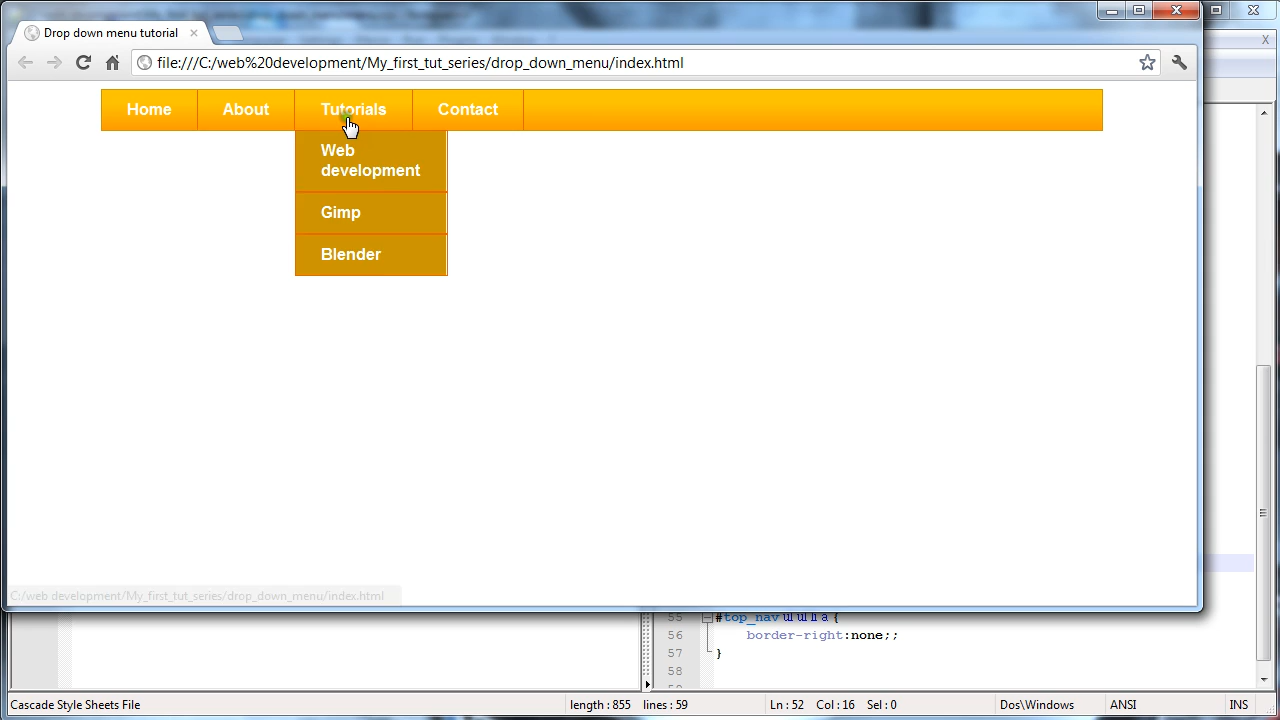 Drop down menu tutorial
file:///C:/web%20development/My_first_tut_series/drop_down_menu/index.html
Home About Tutorials Contact
Web
development
Gimp
Blender
C:/web development/My_first_tut_series/drop_down_menu/index.html
55 #top_nav ul ul li a {
56 border-right:none;;
57 }
58
Cascade Style Sheets File length : 855 lines : 59 Ln : 52 Col : 16 Sel : 0 Dos\Windows ANSI INS